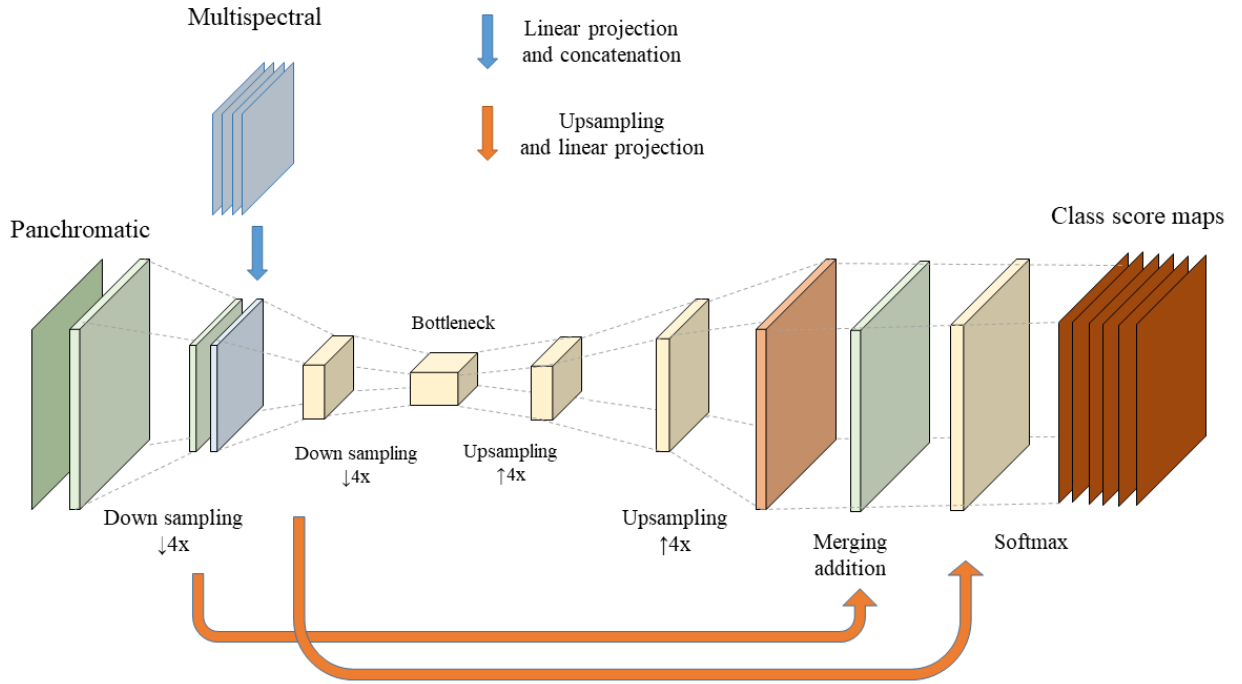 Multispectral
Linear projection
and concatenation
Upsampling
and linear projection
Panchromatic
Class score maps
Bottleneck
Down sampling
↓4x
Upsampling
↑4x
Down sampling
↓4x
Upsampling
↑4x
Merging
addition
Softmax